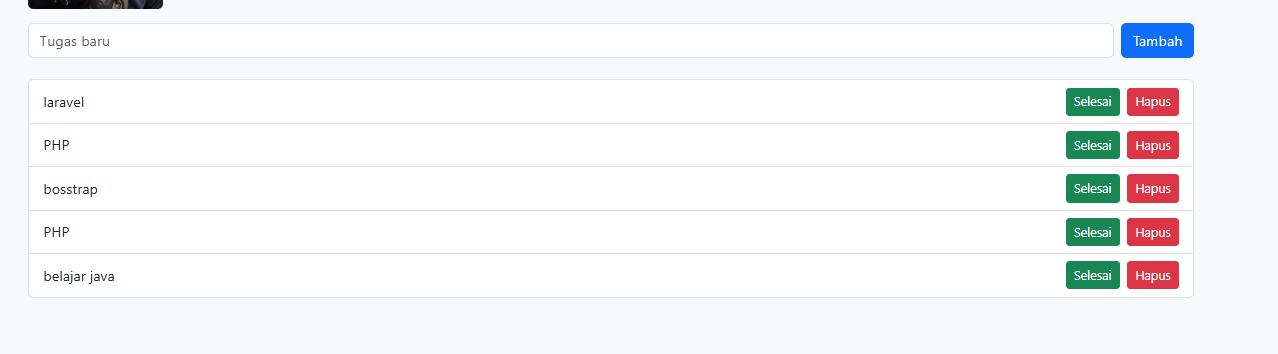 Tugas baru Tambah
laravel Selesai Hapus
PHP Selesai Hapus
bosstrap Selesai Hapus
PHP Selesai Hapus
belajar java Selesai Hapus